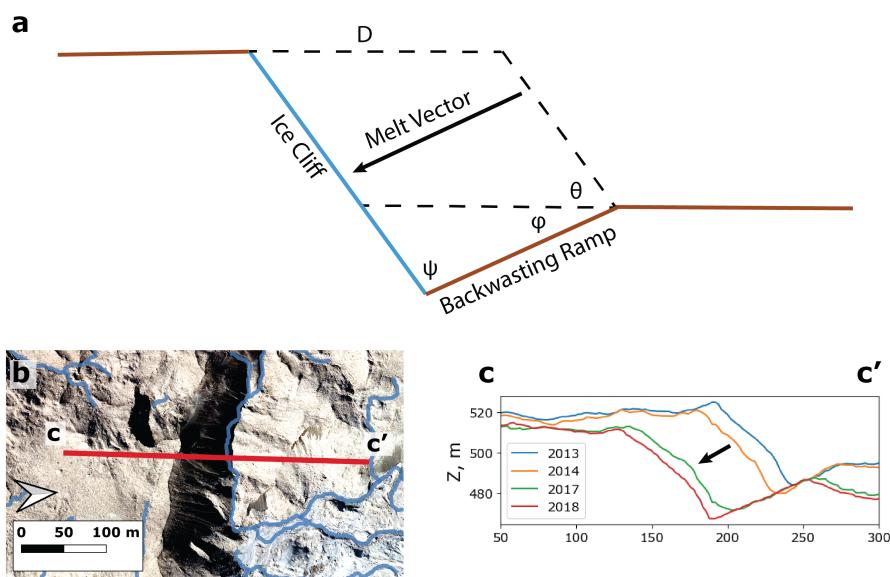 a
D
Ice Cliff
Melt Vector
θ
φ
ψ
Backwasting Ramp
b
c
c'
0 50 100 m
c
c'
Z, m
520
500
480
2013
2014
2017
2018
50 100 150 200 250 300